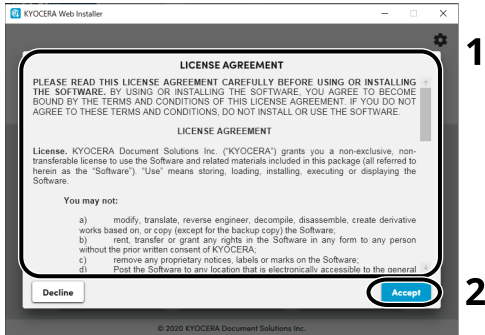 KYOCERA Web Installer
1
LICENSE AGREEMENT
PLEASE READ THIS LICENSE AGREEMENT CAREFULLY BEFORE USING OR INSTALLING
THE SOFTWARE. BY USING OR INSTALLING THE SOFTWARE, YOU AGREE TO BECOME
BOUND BY THE TERMS AND CONDITIONS OF THIS LICENSE AGREEMENT. IF YOU DO NOT
AGREE TO THESE TERMS AND CONDITIONS, DO NOT INSTALL OR USE THE SOFTWARE.
LICENSE AGREEMENT
License. KYOCERA Document Solutions Inc. ("KYOCERA") grants you a non-exclusive, non-
transferable license to use the Software and related materials included in this package (all referred to
herein as the "Software"). "Use" means storing, loading, installing, executing or displaying the
Software.
You may not:
a) modify, translate, reverse engineer, decompile, disassemble, create derivative
works based on, or copy (except for the backup copy) the Software;
b) rent, transfer or grant any rights in the Software in any form to any person
without the prior written consent of KYOCERA;
c) remove any proprietary notices, labels or marks on the Software;
d) Post the Software to any location that is electronically accessible to the general
Decline
Accept
2
© 2020 KYOCERA Document Solutions Inc.